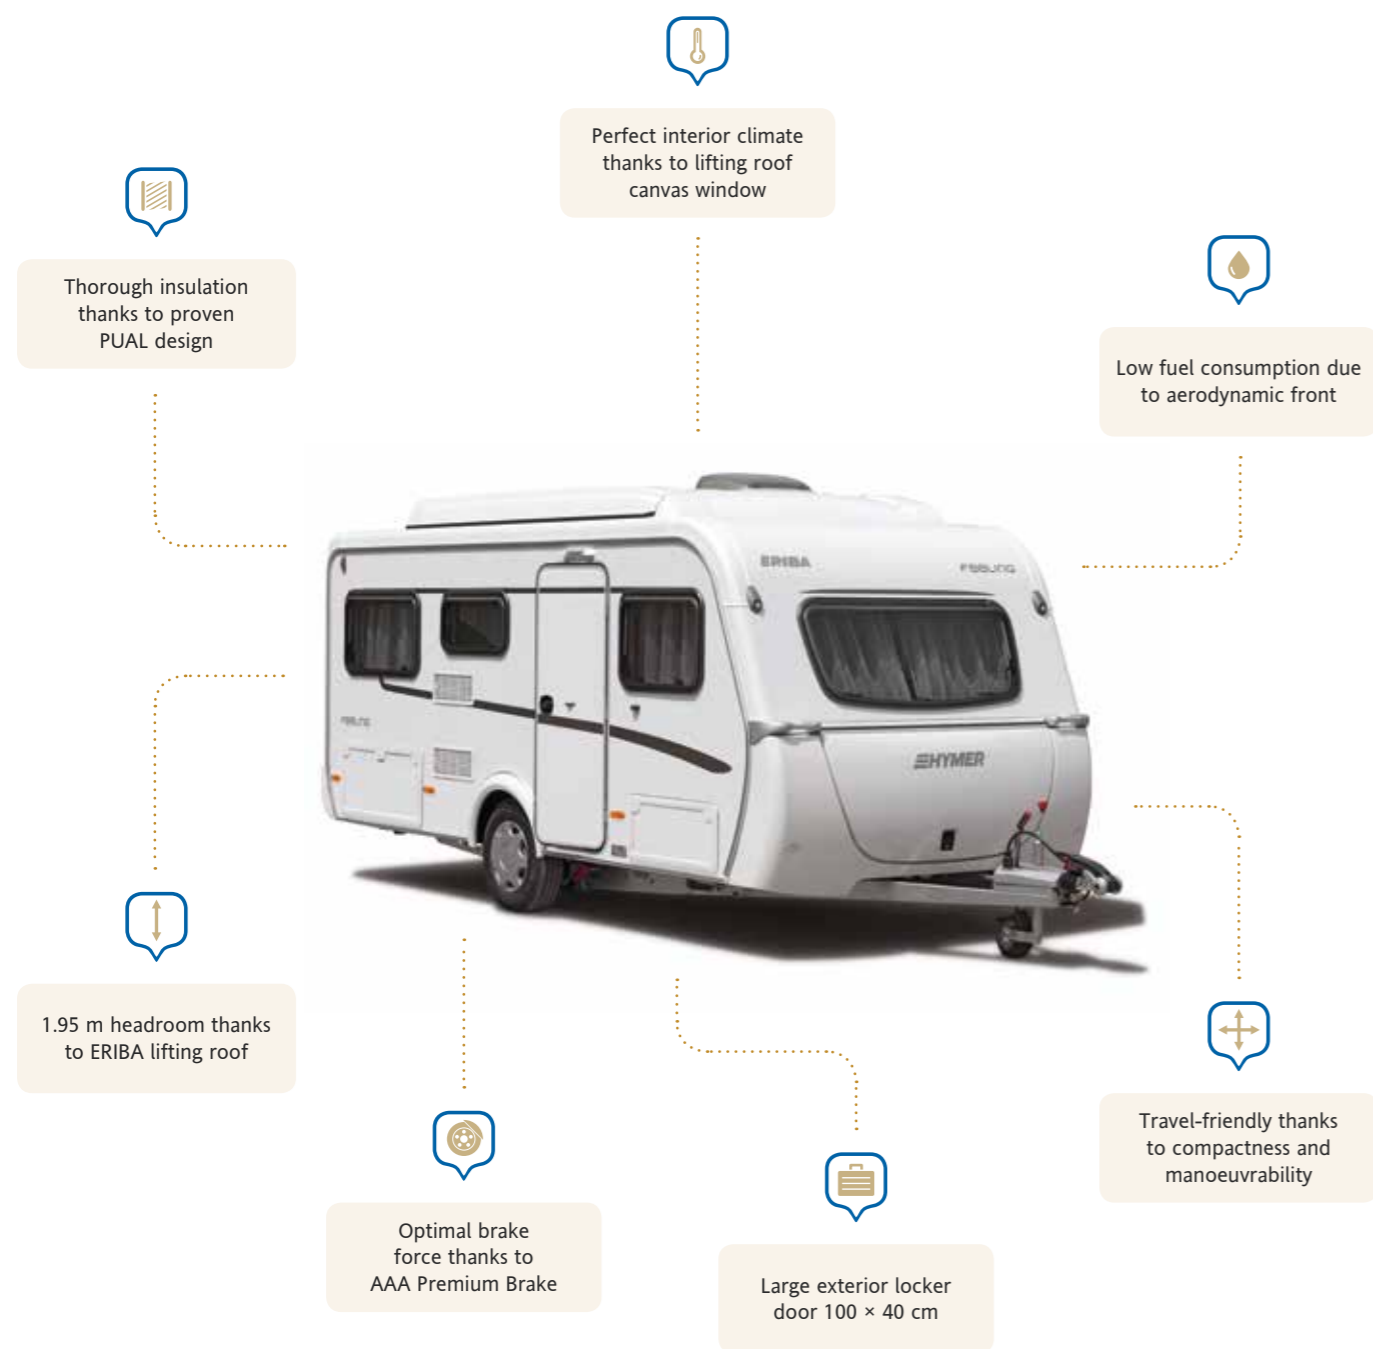 Perfect interior climate
thanks to lifting roof
canvas window
Thorough insulation
thanks to proven
PUAL design
Low fuel consumption due
to aerodynamic front
ERIBA
FEELING
HYMER
FEELING
1.95 m headroom thanks
to ERIBA lifting roof
Travel-friendly thanks
to compactness and
manoeuvrability
Optimal brake
force thanks to
AAA Premium Brake
Large exterior locker
door 100 × 40 cm